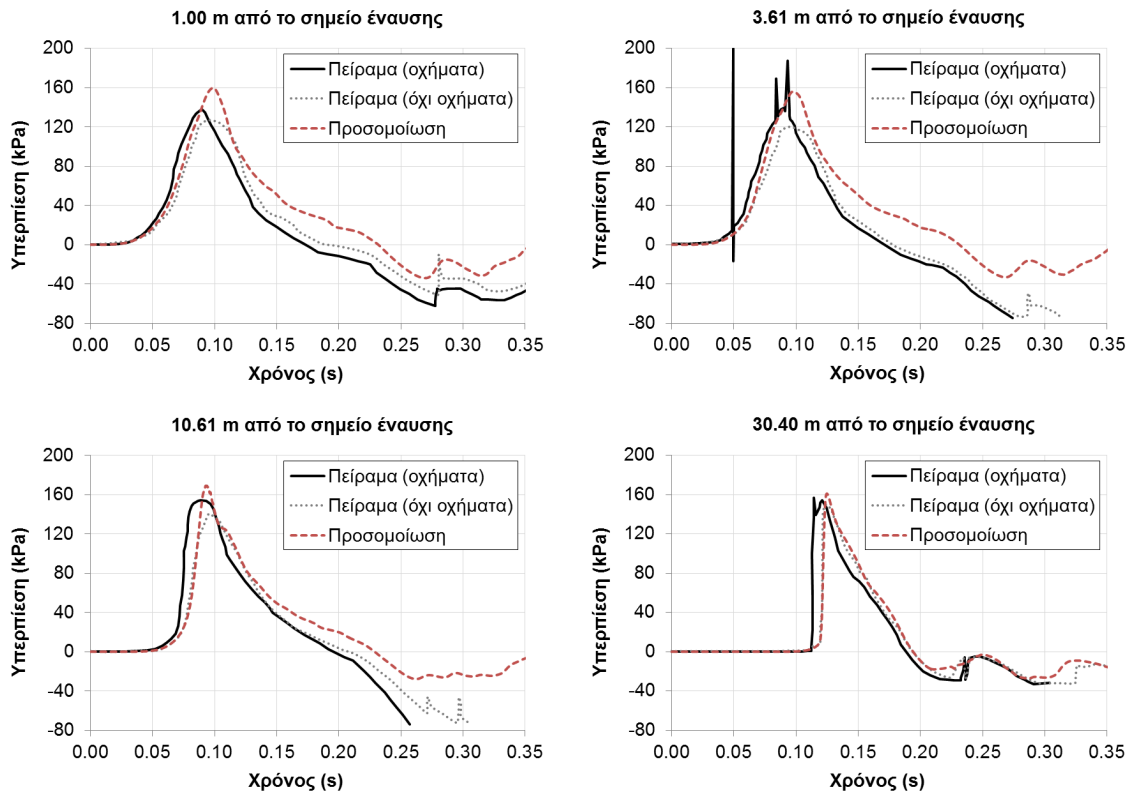 1.00 m από το σημείο έναυσης
Υπερπίεση (kPa)
200
160
120
80
40
0
-40
-80
Πείραμα (οχήματα)
Πείραμα (όχι οχήματα)
Προσομοίωση
0.00 0.05 0.10 0.15 0.20 0.25 0.30 0.35
Χρόνος (s)
3.61 m από το σημείο έναυσης
Υπερπίεση (kPa)
200
160
120
80
40
0
-40
-80
Πείραμα (οχήματα)
Πείραμα (όχι οχήματα)
Προσομοίωση
0.00 0.05 0.10 0.15 0.20 0.25 0.30 0.35
Χρόνος (s)
10.61 m από το σημείο έναυσης
Υπερπίεση (kPa)
200
160
120
80
40
0
-40
-80
Πείραμα (οχήματα)
Πείραμα (όχι οχήματα)
Προσομοίωση
0.00 0.05 0.10 0.15 0.20 0.25 0.30 0.35
Χρόνος (s)
30.40 m από το σημείο έναυσης
Υπερπίεση (kPa)
200
160
120
80
40
0
-40
-80
Πείραμα (οχήματα)
Πείραμα (όχι οχήματα)
Προσομοίωση
0.00 0.05 0.10 0.15 0.20 0.25 0.30 0.35
Χρόνος (s)